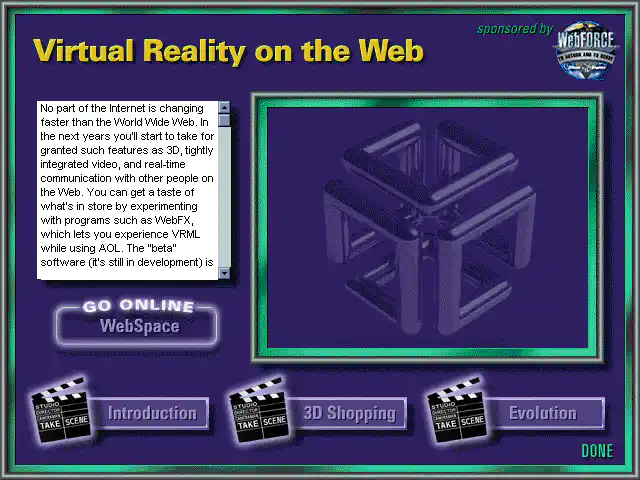 sponsored by
WebFORCE
TO AUTHOR AND TO SERVE
Virtual Reality on the Web
No part of the Internet is changing
faster than the World Wide Web. In
the next years you'll start to take for
granted such features as 3D, tightly
integrated video, and real-time
communication with other people on
the Web. You can get a taste of
what's in store by experimenting
with programs such as WebFX,
which lets you experience VRML
while using AOL. The "beta"
software (it's still in development) is
GO ONLINE
WebSpace
STUDIO
DIRECTOR
CAMERAMAN
TAKE SCENE
Introduction
STUDIO
DIRECTOR
CAMERAMAN
TAKE SCENE
3D Shopping
STUDIO
DIRECTOR
CAMERAMAN
TAKE SCENE
Evolution
DONE